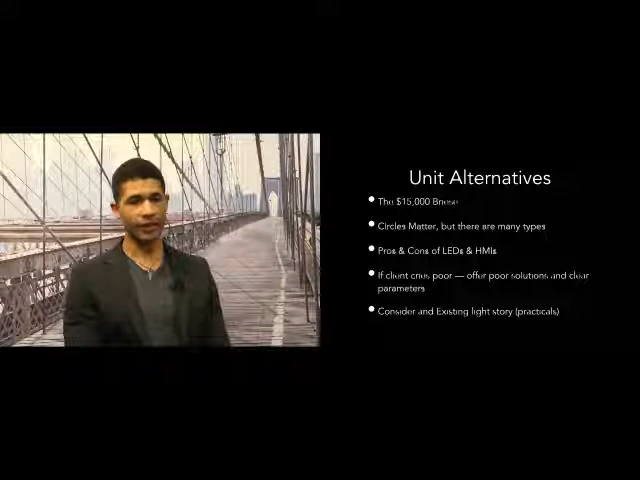 Unit Alternatives
The $15,000 Briese
Circles Matter, but there are many types
Pros & Cons of LEDs & HMIs
If client cries poor — offer poor solutions and clear
parameters
Consider and Existing light story (practicals)